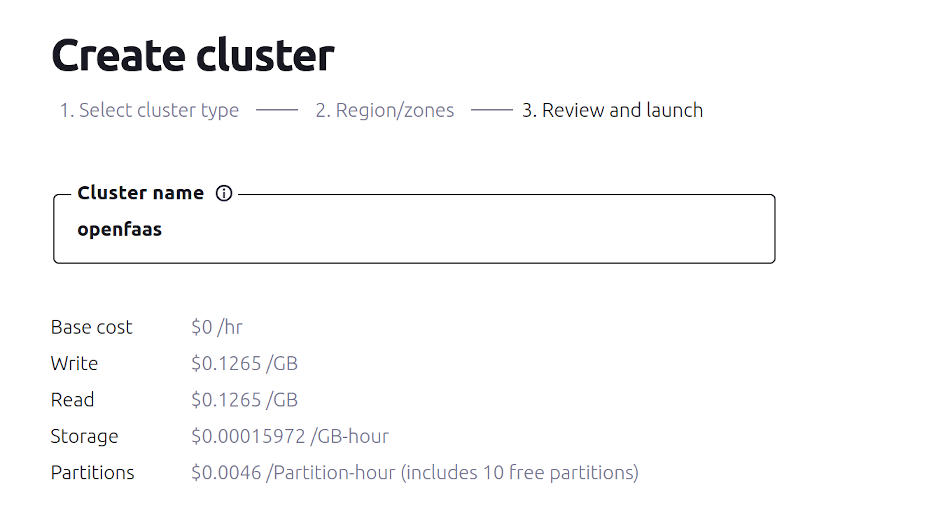 Create cluster
1. Select cluster type 2. Region/zones 3. Review and launch
Cluster name
openfaas
Base cost $0 /hr
Write $0.1265 /GB
Read $0.1265 /GB
Storage $0.00015972 /GB-hour
Partitions $0.0046 /Partition-hour (includes 10 free partitions)